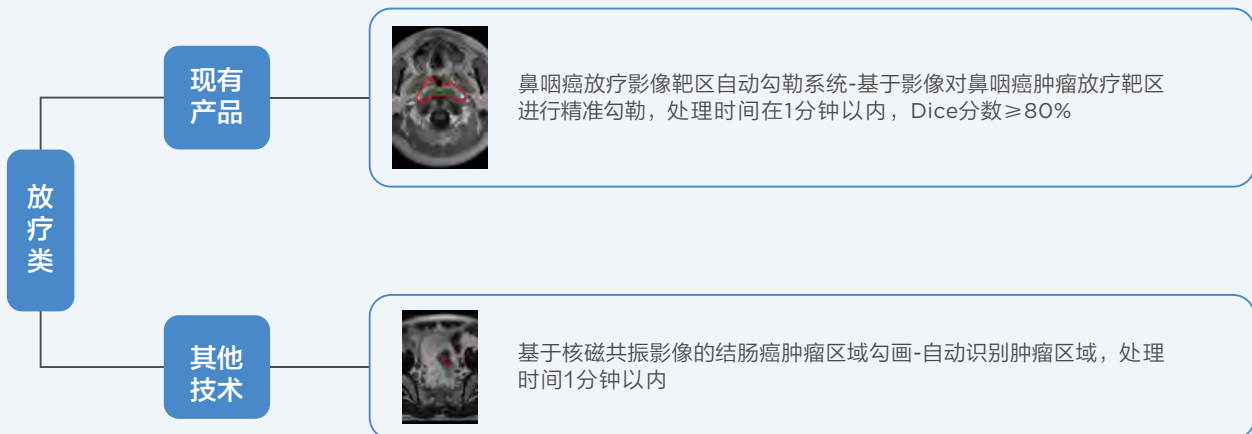 放疗类
现有
产品
鼻咽癌放疗影像靶区自动勾勒系统-基于影像对鼻咽癌肿瘤放疗靶区
进行精准勾勒，处理时间在1分钟以内，Dice分数≥80%
其他
技术
基于核磁共振影像的结肠癌肿瘤区域勾画-自动识别肿瘤区域，处理
时间1分钟以内